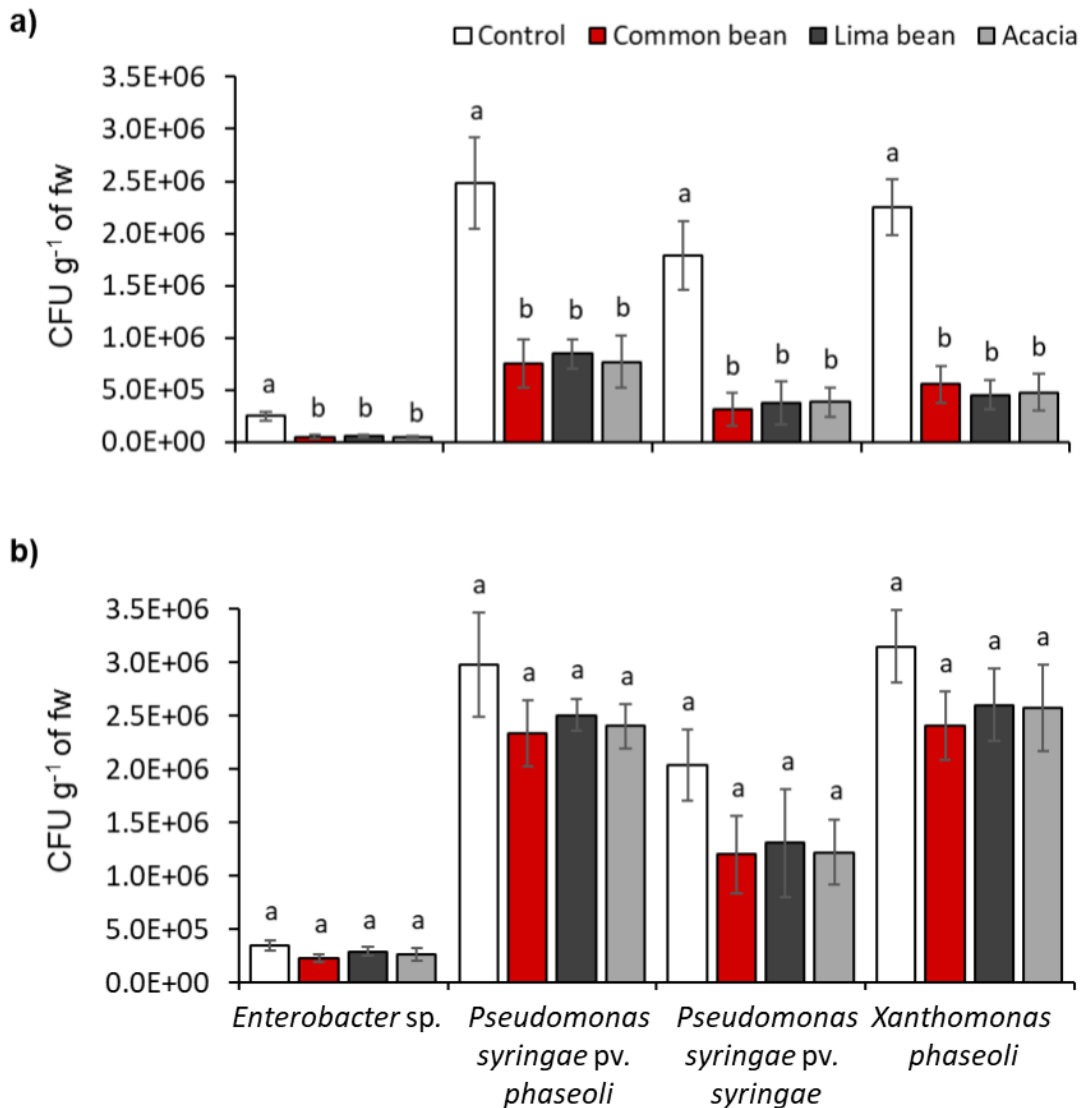 a)
Control Common bean Lima bean Acacia
3.5E+06
3.0E+06
2.5E+06
2.0E+06
1.5E+06
1.0E+06
5.0E+05
0.0E+00
CFU g⁻¹ of fw
a b b b
a b b b
a b b b
a b b b
b)
3.5E+06
3.0E+06
2.5E+06
2.0E+06
1.5E+06
1.0E+06
5.0E+05
0.0E+00
CFU g⁻¹ of fw
a a a a
a a a a
a a a a
a a a a
Enterobacter sp.
Pseudomonas
syringae pv.
phaseoli
Pseudomonas
syringae pv.
syringae
Xanthomonas
phaseoli